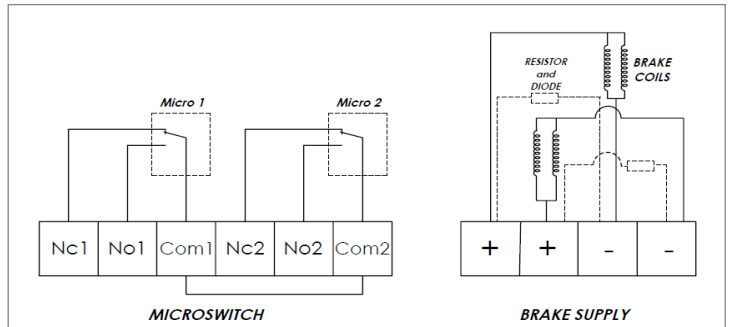 RESISTOR
and
DIODE
BRAKE
COILS
Micro 1
Micro 2
Nc1 No1 Com1 Nc2 No2 Com2
+ + - -
MICROSWITCH
BRAKE SUPPLY